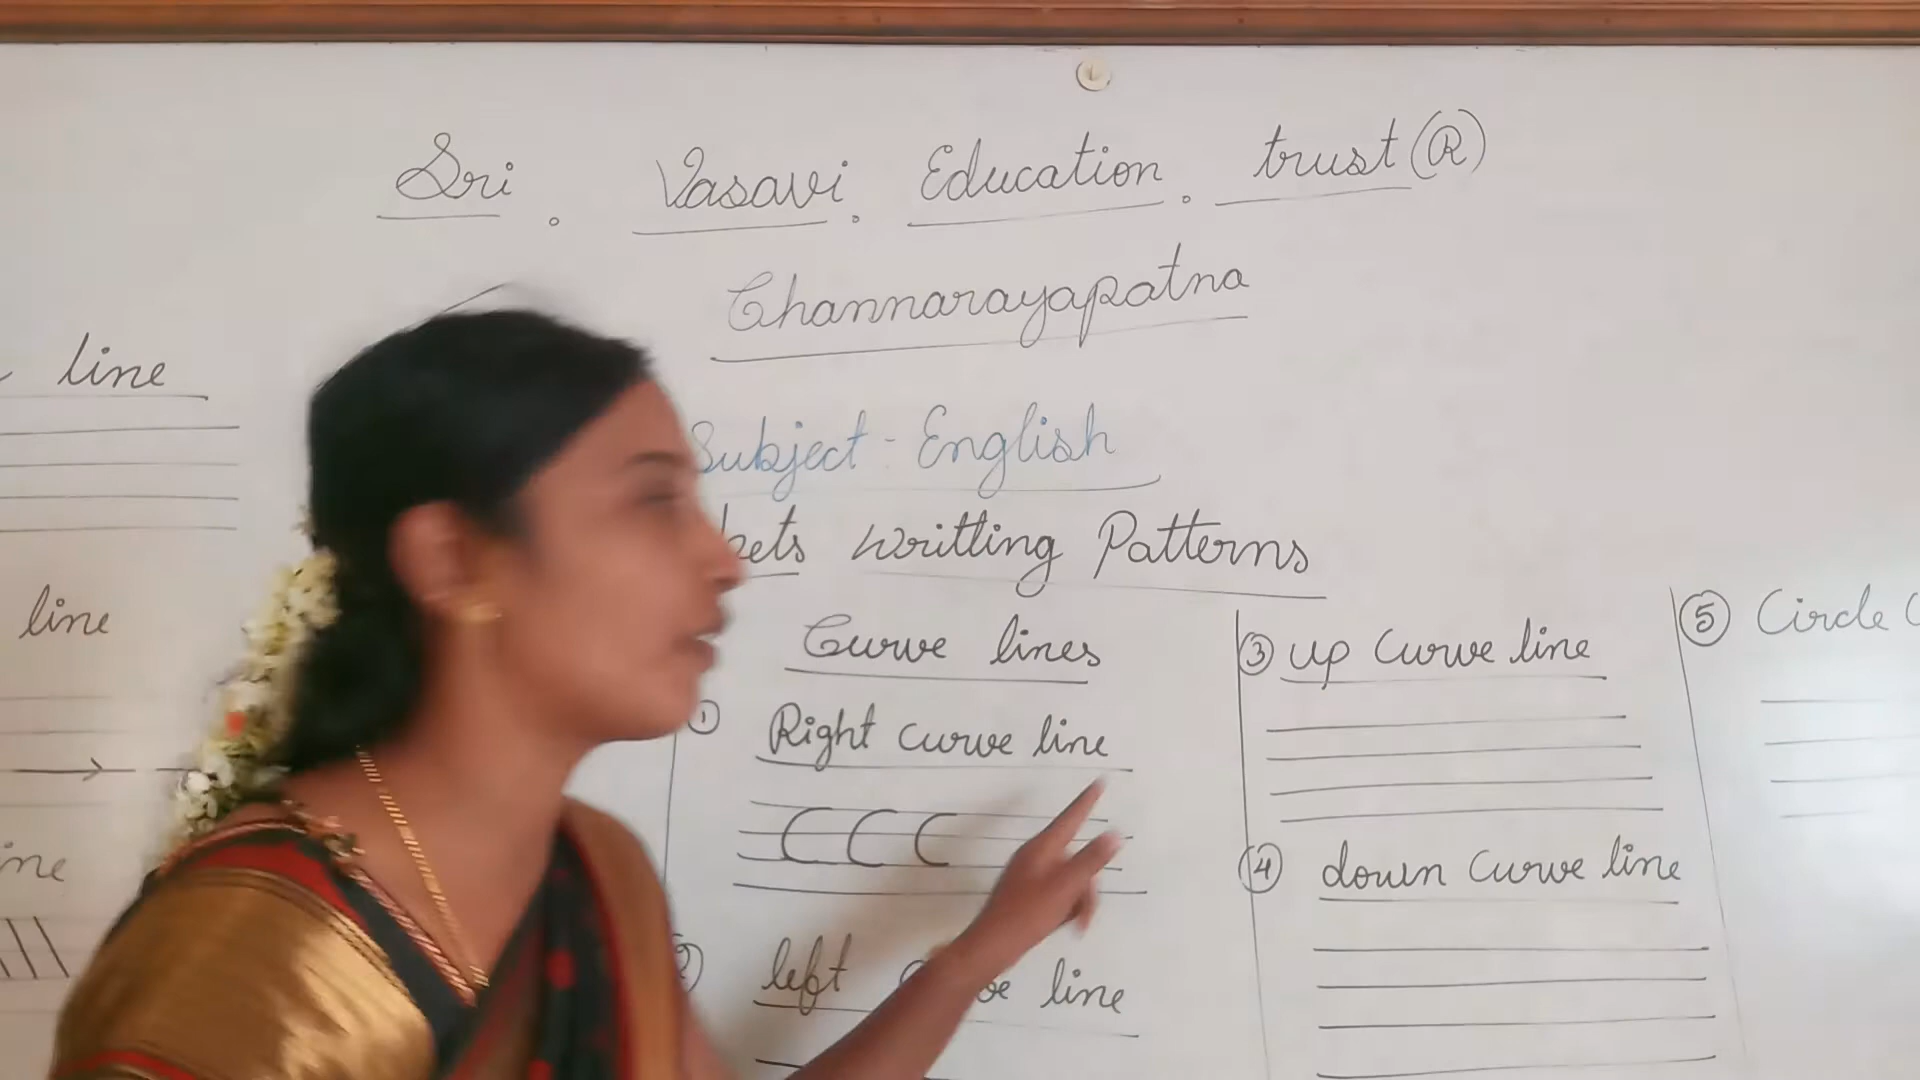 Sri . Vasavi . Education . trust (R)
Channarayapatna
Subject - English
writting Patterns
line
line
Curve lines
① Right curve line
C C C
② left line
③ up curve line
④ down curve line
⑤ Circle